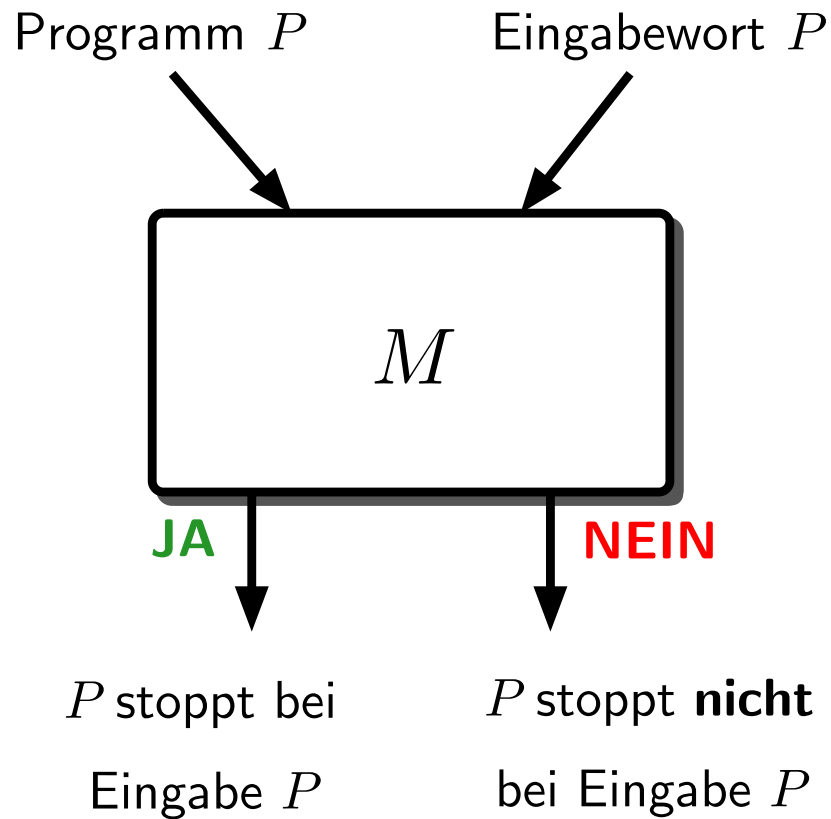 Programm P
Eingabewort P
M
JA
NEIN
P stoppt bei
Eingabe P
P stoppt nicht
bei Eingabe P